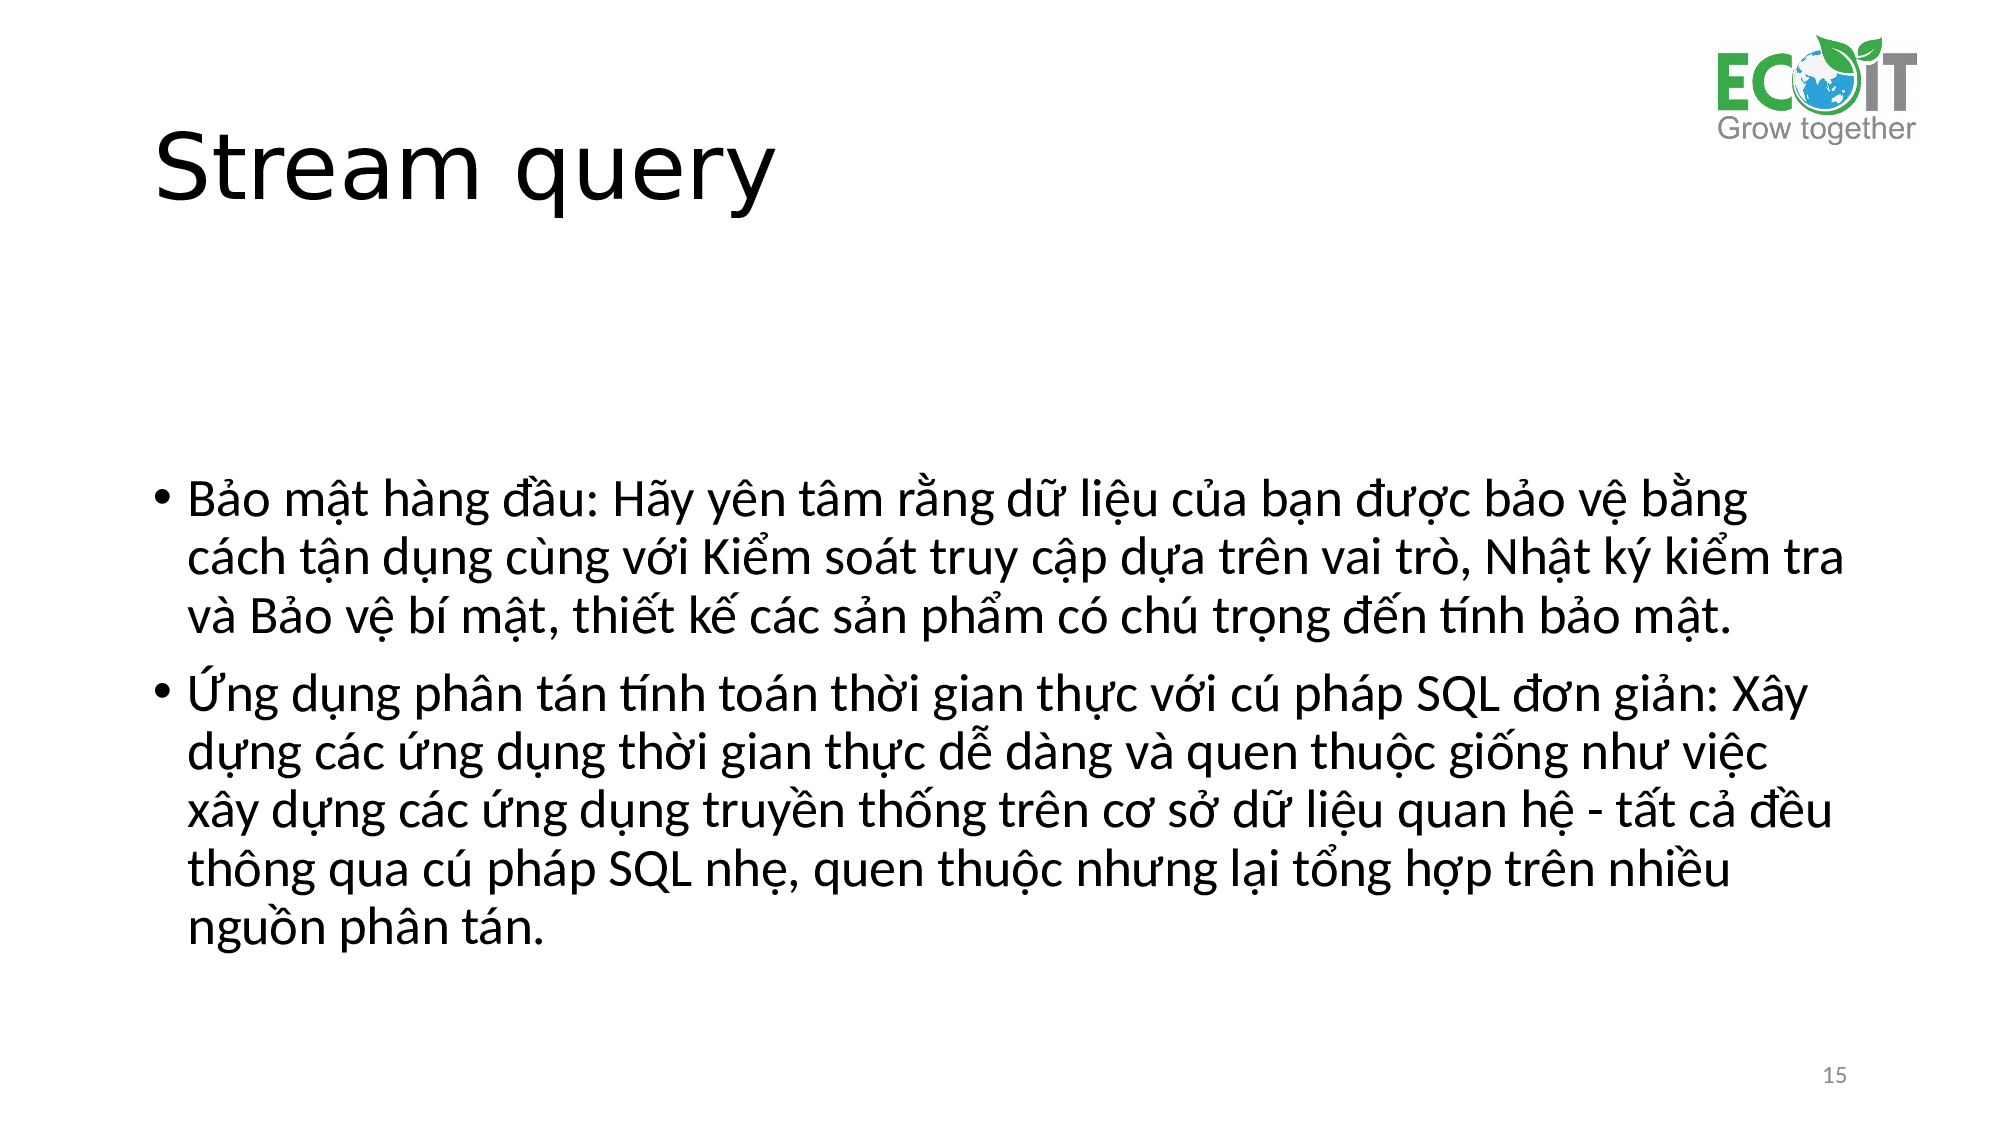 ECOIT
Grow together
Stream query
• Bảo mật hàng đầu: Hãy yên tâm rằng dữ liệu của bạn được bảo vệ bằng
cách tận dụng cùng với Kiểm soát truy cập dựa trên vai trò, Nhật ký kiểm tra
và Bảo vệ bí mật, thiết kế các sản phẩm có chú trọng đến tính bảo mật.
• Ứng dụng phân tán tính toán thời gian thực với cú pháp SQL đơn giản: Xây
dựng các ứng dụng thời gian thực dễ dàng và quen thuộc giống như việc
xây dựng các ứng dụng truyền thống trên cơ sở dữ liệu quan hệ - tất cả đều
thông qua cú pháp SQL nhẹ, quen thuộc nhưng lại tổng hợp trên nhiều
nguồn phân tán.
15